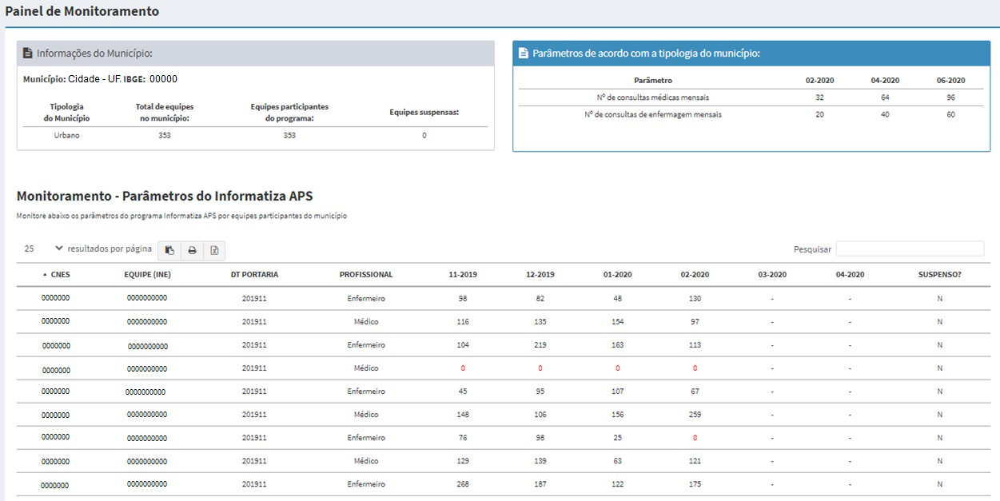 Painel de Monitoramento
Informações do Município:
Município: Cidade - UF. IBGE: 00000
Tipologia do Município Total de equipes no município: Equipes participantes do programa: Equipes suspensas:
Urbano 353 353 0
Parâmetros de acordo com a tipologia do município:
Parâmetro 02-2020 04-2020 06-2020
Nº de consultas médicas mensais 32 64 96
Nº de consultas de enfermagem mensais 20 40 60
Monitoramento - Parâmetros do Informatiza APS
Monitore abaixo os parâmetros do programa Informatiza APS por equipes participantes do município
25 resultados por página Pesquisar
CNES EQUIPE (INE) DT PORTARIA PROFISSIONAL 11-2019 12-2019 01-2020 02-2020 03-2020 04-2020 SUSPENSO?
0000000 0000000000 201911 Enfermeiro 98 82 48 130 - - N
0000000 0000000000 201911 Médico 116 135 154 97 - - N
0000000 0000000000 201911 Enfermeiro 104 219 163 113 - - N
0000000 0000000000 201911 Médico 0 0 0 0 - - N
0000000 0000000000 201911 Enfermeiro 45 95 107 67 - - N
0000000 0000000000 201911 Médico 148 106 156 259 - - N
0000000 0000000000 201911 Enfermeiro 76 98 25 0 - - N
0000000 0000000000 201911 Médico 129 139 63 121 - - N
0000000 0000000000 201911 Enfermeiro 268 187 122 175 - - N